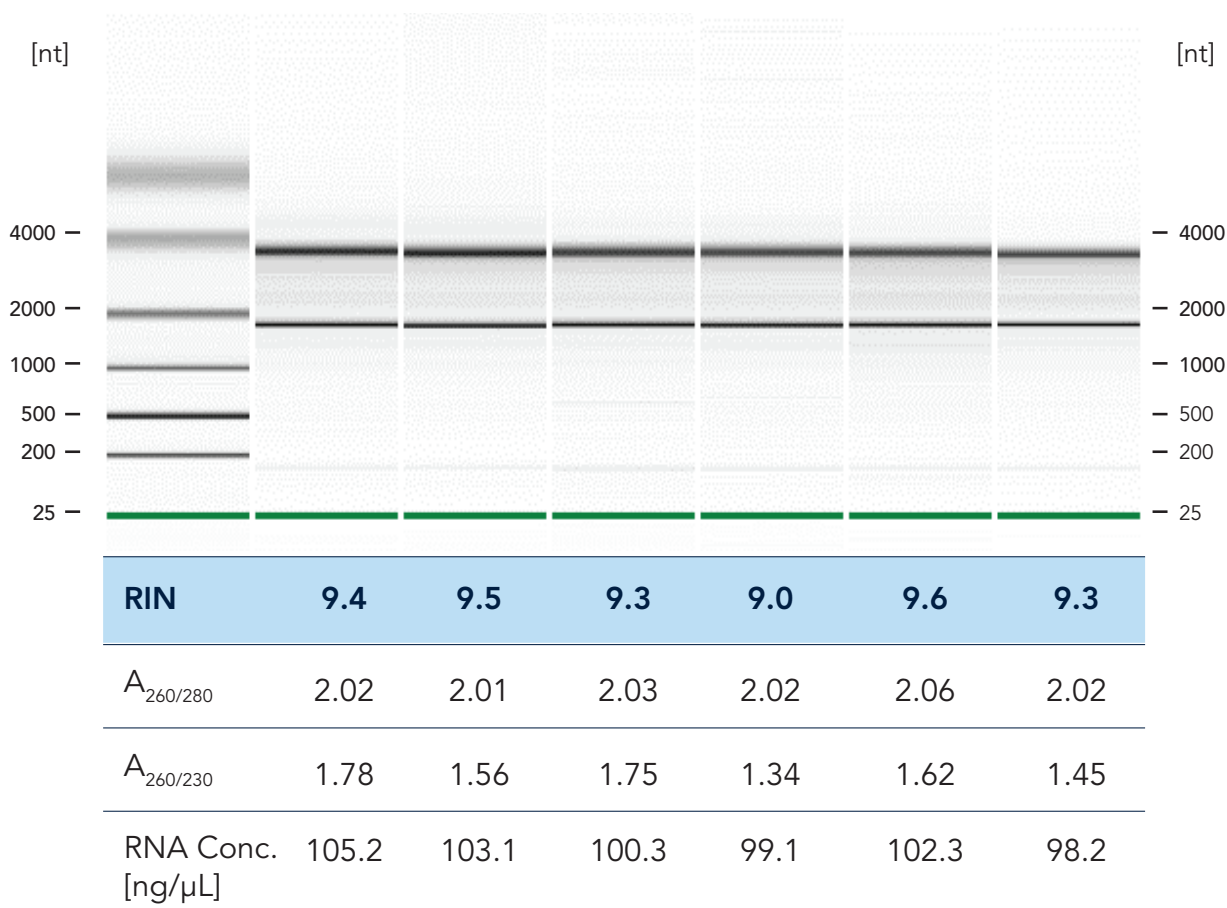 [nt] [nt]
4000 – – 4000
2000 – – 2000
1000 – – 1000
500 – – 500
200 – – 200
25 – – 25
RIN 9.4 9.5 9.3 9.0 9.6 9.3
A260/280 2.02 2.01 2.03 2.02 2.06 2.02
A260/230 1.78 1.56 1.75 1.34 1.62 1.45
RNA Conc. 105.2 103.1 100.3 99.1 102.3 98.2
[ng/µL]